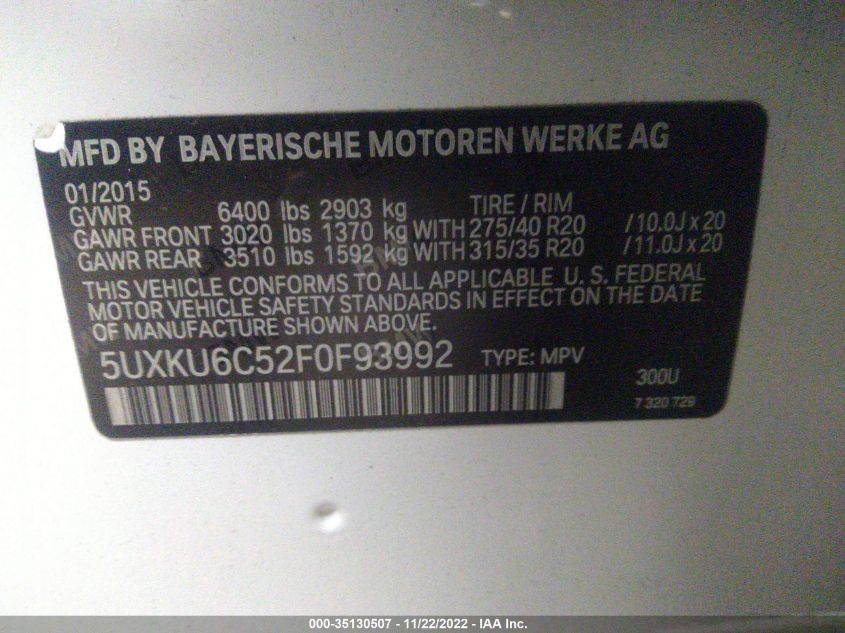 MFD BY BAYERISCHE MOTOREN WERKE AG
01/2015
GVWR 6400 lbs 2903 kg TIRE / RIM
GAWR FRONT 3020 lbs 1370 kg WITH 275/40 R20 /10.0J x 20
GAWR REAR 3510 lbs 1592 kg WITH 315/35 R20 /11.0J x 20
THIS VEHICLE CONFORMS TO ALL APPLICABLE U. S. FEDERAL
MOTOR VEHICLE SAFETY STANDARDS IN EFFECT ON THE DATE
OF MANUFACTURE SHOWN ABOVE.
5UXKU6C52F0F93992 TYPE: MPV
300U
7 320 729
000-35130507 - 11/22/2022 - IAA Inc.